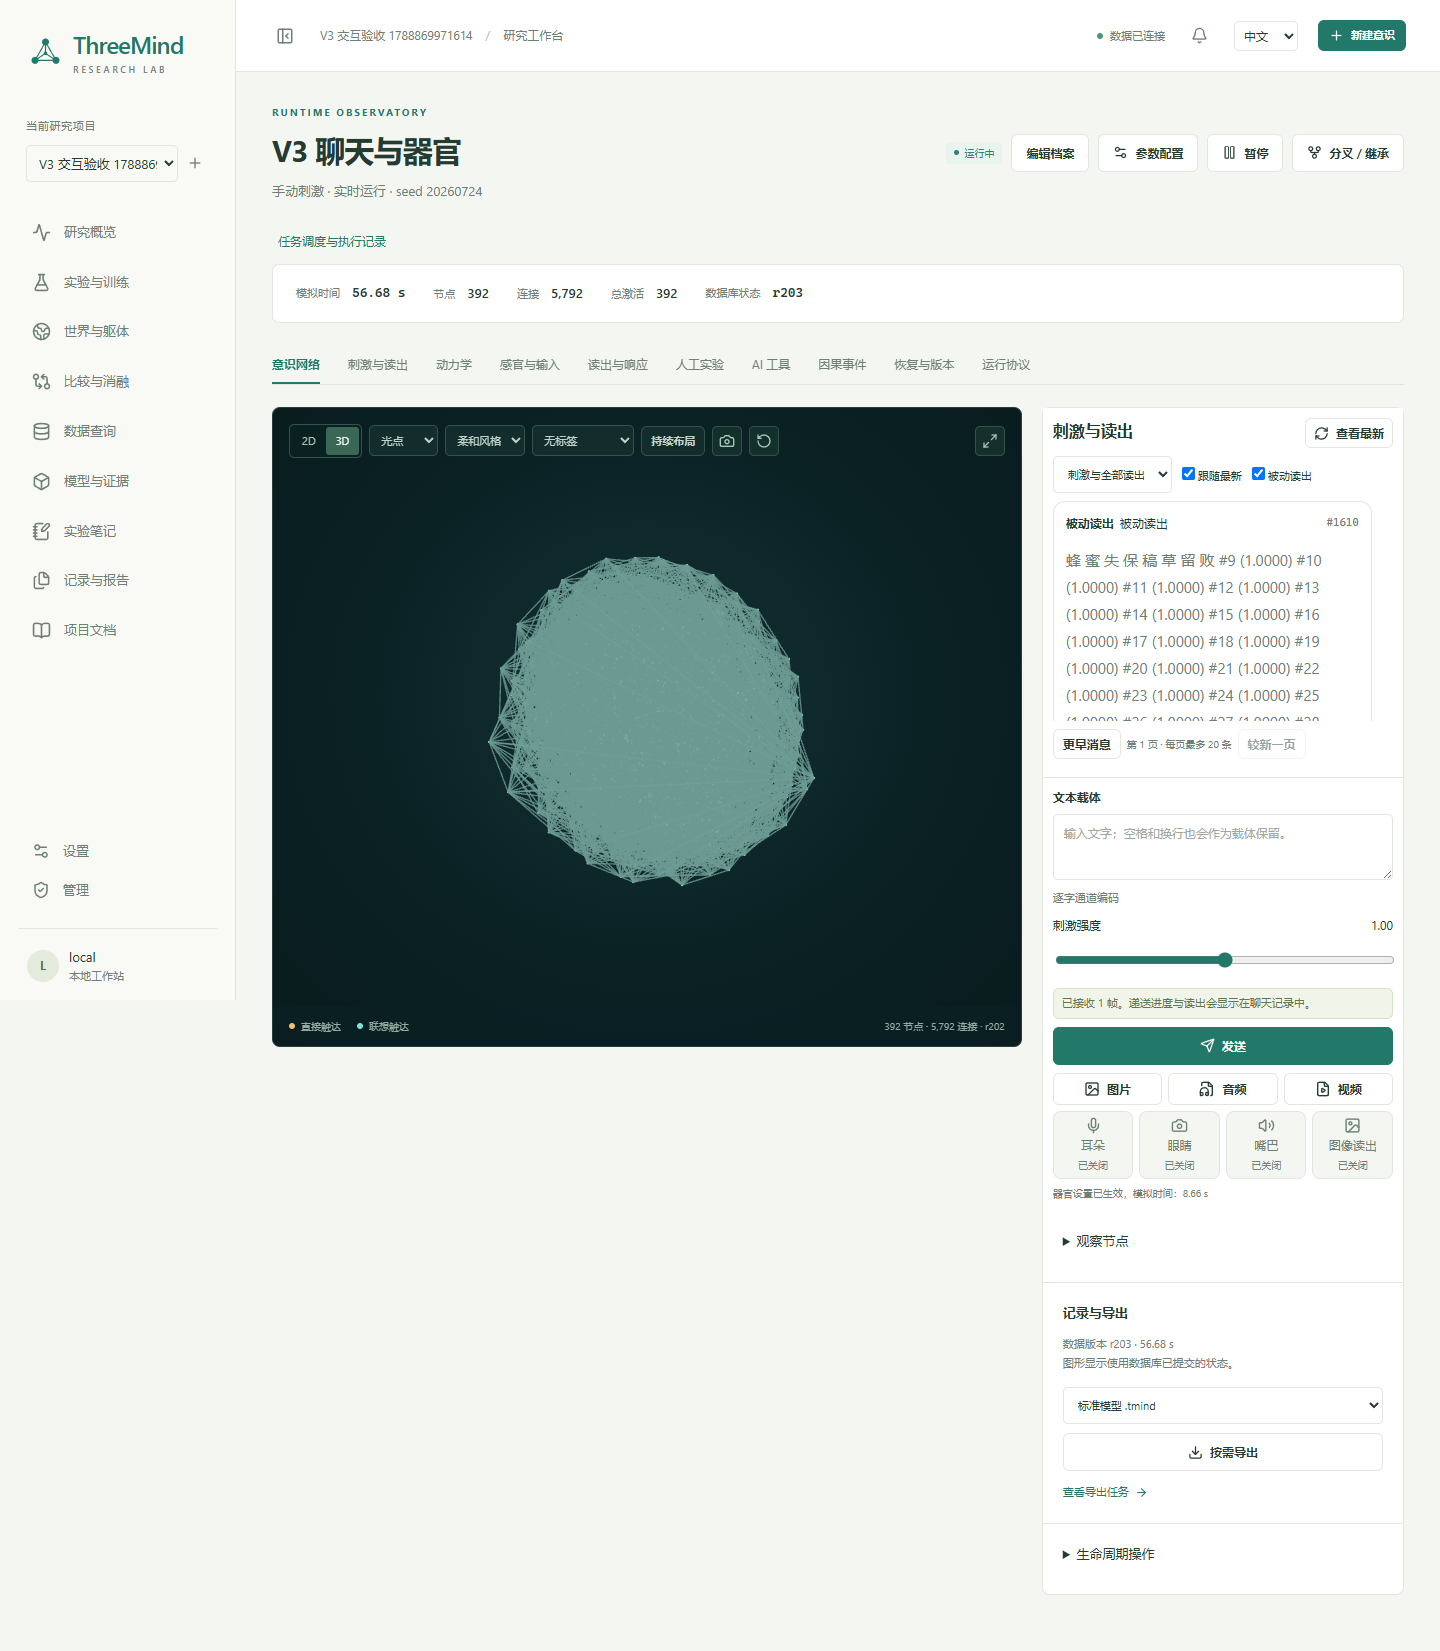 ThreeMind
RESEARCH LAB
当前研究项目
V3 交互验收 17886
研究概览
实验与训练
世界与躯体
比较与消融
数据查询
模型与证据
实验笔记
记录与报告
项目文档
设置
管理
L
local
本地工作站
V3 交互验收 1788869971614 / 研究工作台
数据已连接
中文
新建意识
RUNTIME OBSERVATORY
V3 聊天与器官
手动刺激 · 实时运行 · seed 20260724
运行中
编辑档案
参数配置
暂停
分叉 / 继承
任务调度与执行记录
模拟时间 56.68 s 节点 392 连接 5,792 总激活 392 数据库状态 r203
意识网络 刺激与读出 动力学 感官与输入 读出与响应 人工实验 AI 工具 因果事件 恢复与版本 运行协议
2D 3D 光点 柔和风格 无标签 持续布局
直接触达 联想触达
392 节点 · 5,792 连接 · r202
刺激与读出
查看最新
刺激与全部读出 跟随最新 被动读出
被动读出 被动读出 #1610
蜂 蜜 失 保 稿 草 留 败 #9 (1.0000) #10
(1.0000) #11 (1.0000) #12 (1.0000) #13
(1.0000) #14 (1.0000) #15 (1.0000) #16
(1.0000) #17 (1.0000) #18 (1.0000) #19
(1.0000) #20 (1.0000) #21 (1.0000) #22
(1.0000) #23 (1.0000) #24 (1.0000) #25
(1.0000) #26 (1.0000) #27 (1.0000) #28
更早消息 第 1 页 · 每页最多 20 条 较新一页
文本载体
输入文字；空格和换行也会作为载体保留。
逐字通道编码
刺激强度 1.00
已接收 1 帧。递送进度与读出会显示在聊天记录中。
发送
图片 音频 视频
耳朵 眼睛 嘴巴 图像读出
已关闭 已关闭 已关闭 已关闭
器官设置已生效，模拟时间：8.66 s
观察节点
记录与导出
数据版本 r203 · 56.68 s
图形显示使用数据库已提交的状态。
标准模型 .tmind
按需导出
查看导出任务
生命周期操作